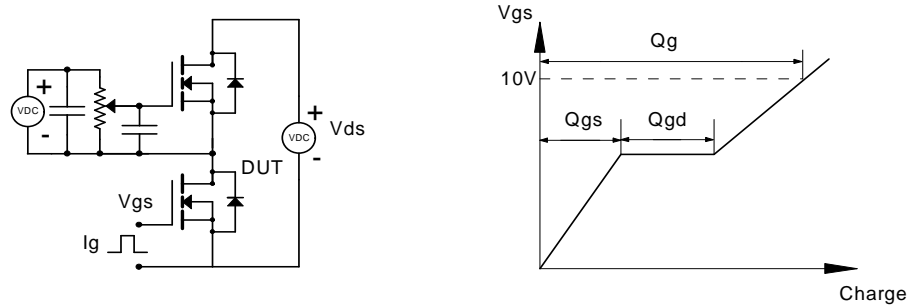 +
VDC
-
+
VDC
-
Vds
DUT
Vgs
Ig
Vgs
Qg
10V
Qgs
Qgd
Charge